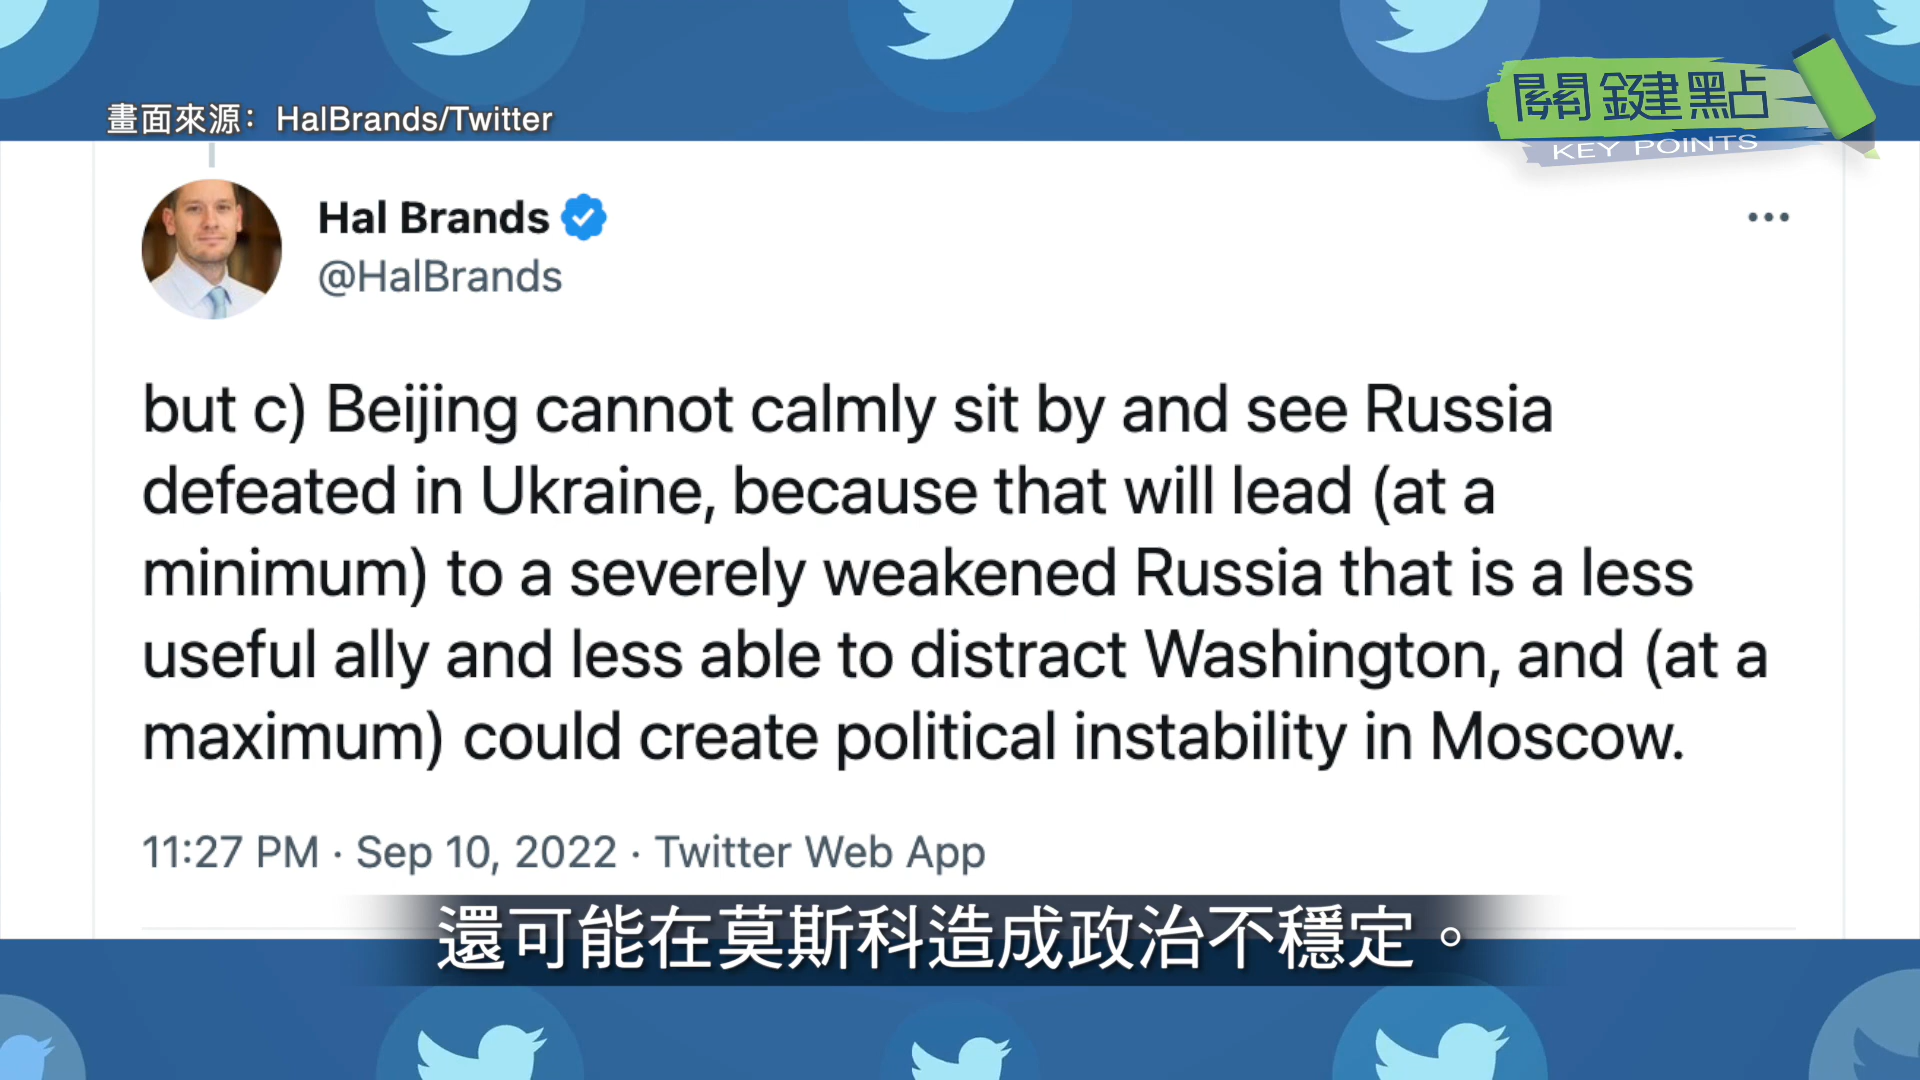 畫面來源：HalBrands/Twitter
關鍵點
KEY POINTS
Hal Brands
@HalBrands
but c) Beijing cannot calmly sit by and see Russia
defeated in Ukraine, because that will lead (at a
minimum) to a severely weakened Russia that is a less
useful ally and less able to distract Washington, and (at a
maximum) could create political instability in Moscow.
11:27 PM · Sep 10, 2022 · Twitter Web App
還可能在莫斯科造成政治不穩定。